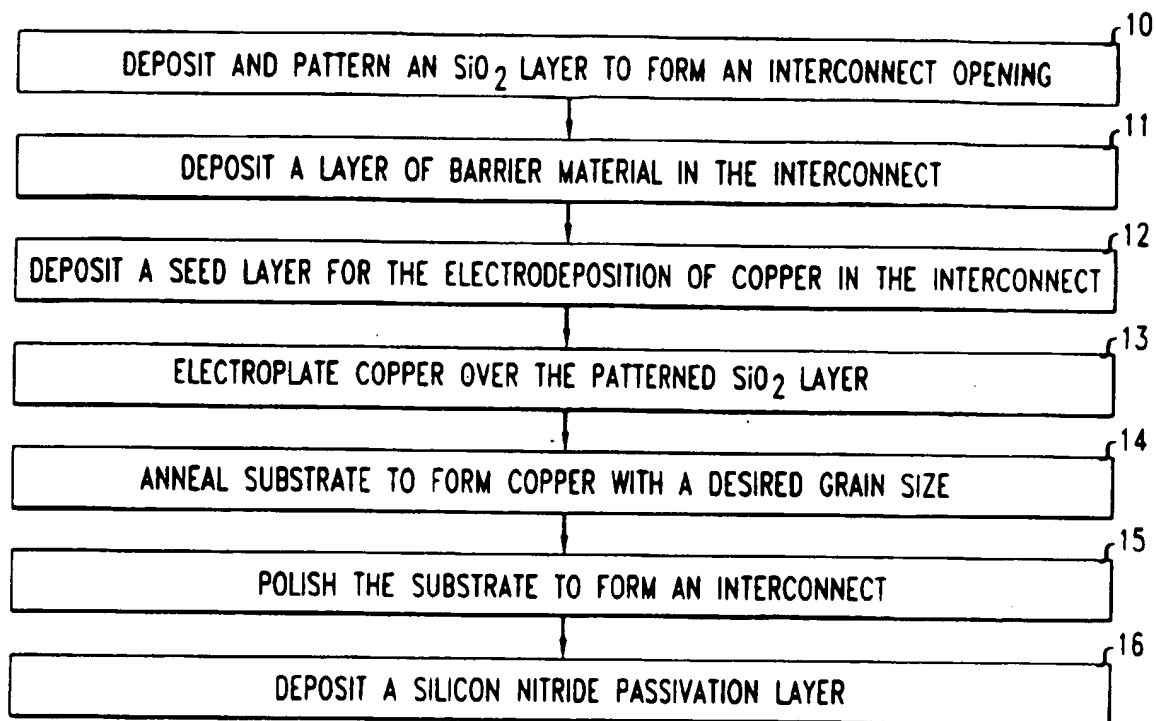 10
DEPOSIT AND PATTERN AN SiO2 LAYER TO FORM AN INTERCONNECT OPENING
11
DEPOSIT A LAYER OF BARRIER MATERIAL IN THE INTERCONNECT
12
DEPOSIT A SEED LAYER FOR THE ELECTRODEPOSITION OF COPPER IN THE INTERCONNECT
13
ELECTROPLATE COPPER OVER THE PATTERNED SiO2 LAYER
14
ANNEAL SUBSTRATE TO FORM COPPER WITH A DESIRED GRAIN SIZE
15
POLISH THE SUBSTRATE TO FORM AN INTERCONNECT
16
DEPOSIT A SILICON NITRIDE PASSIVATION LAYER